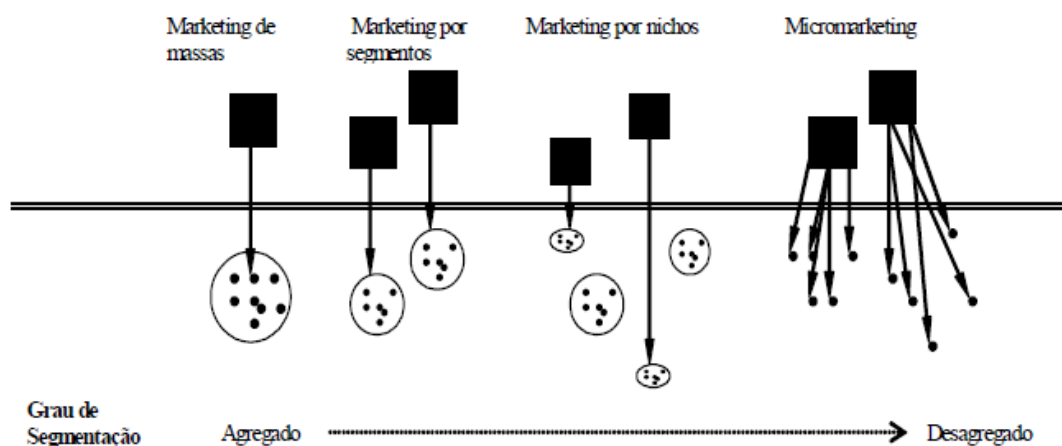 Marketing de
massas
Marketing por
segmentos
Marketing por nichos
Micromarketing
Grau de
Segmentação
Agregado
Desagregado